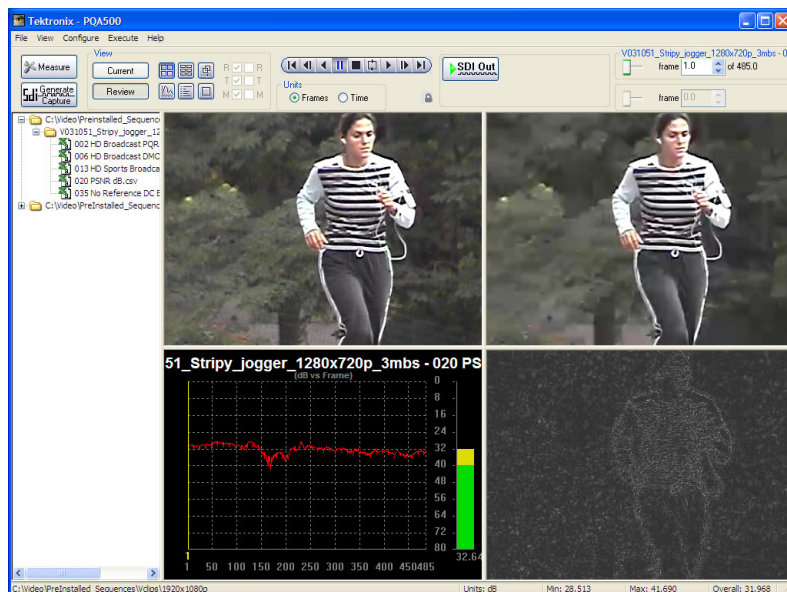 Tektronix - PQA500
File View Configure Execute Help
View
Measure
Current
R R
T T
M M
Review
Generate
Sdi Capture
SDI Out
Units
Frames Time
V031051_Stripy_jogger_1280x720p_3mbs - 0
frame 1.0 of 485.0
frame 0.0
C:\Video\Preinstalled_Sequenc
V031051_Stripy_jogger_12
002 HD Broadcast PQR
006 HD Broadcast DMO
013 HD Sports Broadca
020 PSNR dB.csv
035 No Reference DC E
C:\Video\PreInstalled_Sequenc
51_Stripy_jogger_1280x720p_3mbs - 020 PS
(dB vs Frame)
0
8
16
24
32
40
48
56
64
72
80
32.64
1
1 50 100 150 200 250 300 350 400 450485
C:\Video\PreInstalled_Sequences\Vclips\1920x1080p
Units: dB Min: 28.513 Max: 41.690 Overall: 31.968